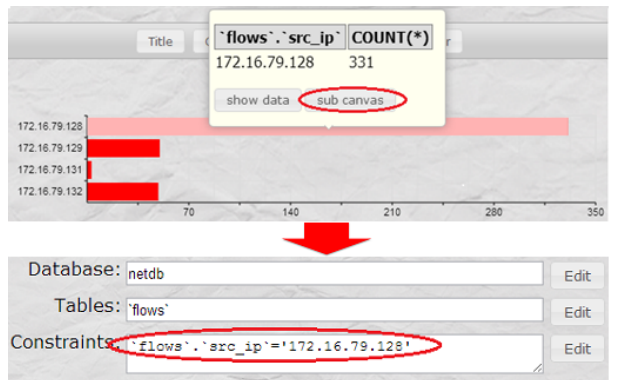 Title
`flows`.`src_ip` COUNT(*)
172.16.79.128 331
show data sub canvas
172.16.79.128
172.16.79.129
172.16.79.131
172.16.79.132
70 140 210 280 350
Database: netdb Edit
Tables: `flows` Edit
Constraints: `flows`.`src_ip`='172.16.79.128' Edit